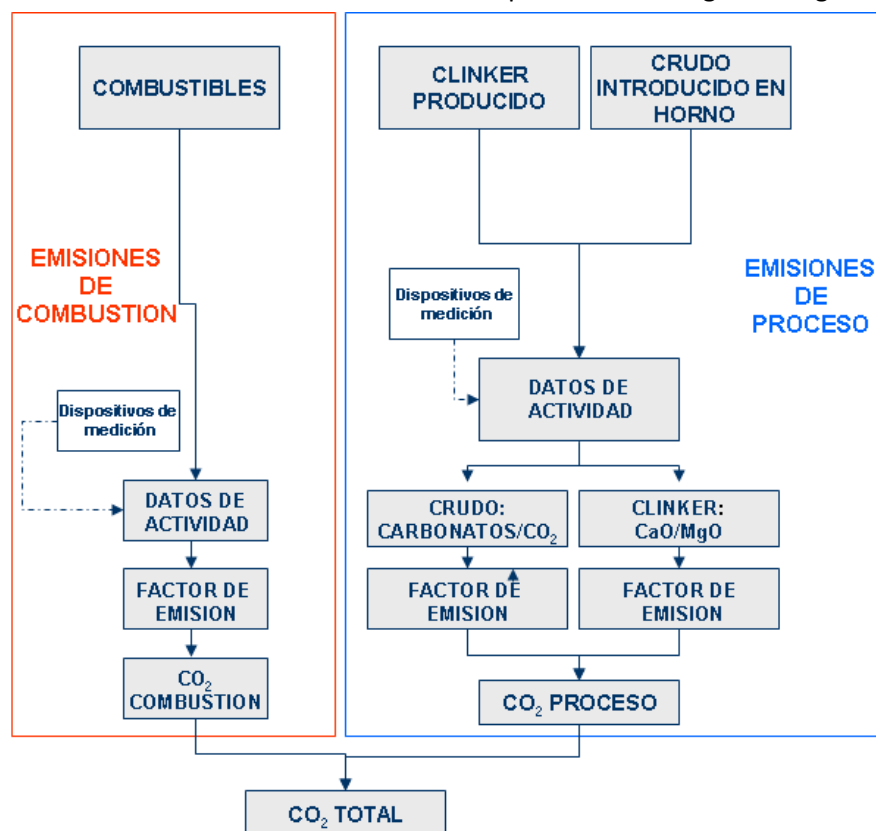 COMBUSTIBLES
EMISIONES
DE
COMBUSTION
Dispositivos de
medición
DATOS DE
ACTIVIDAD
FACTOR DE
EMISION
CO₂
COMBUSTION
CLINKER
PRODUCIDO
CRUDO
INTRODUCIDO EN
HORNO
EMISIONES
DE
PROCESO
Dispositivos de
medición
DATOS DE
ACTIVIDAD
CRUDO:
CARBONATOS/CO₂
CLINKER:
CaO/MgO
FACTOR DE
EMISION
FACTOR DE
EMISION
CO₂ PROCESO
CO₂ TOTAL